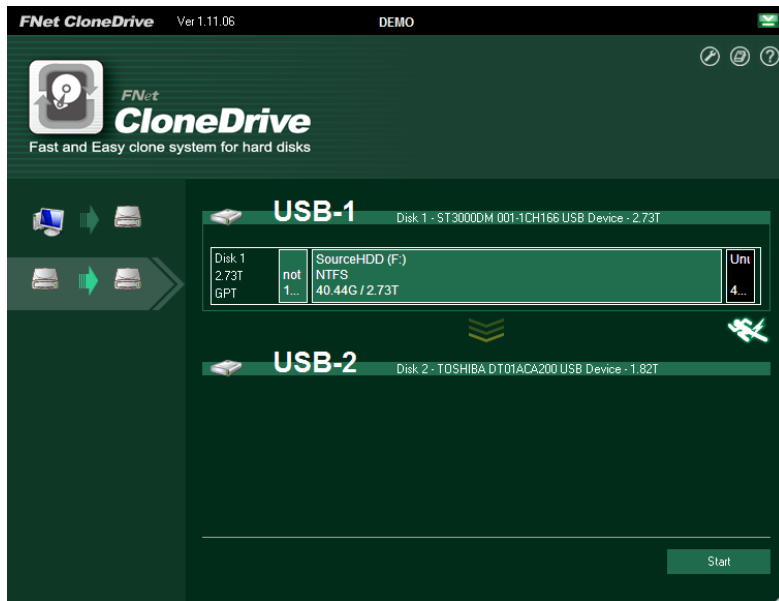 FNet CloneDrive Ver 1.11.06 DEMO
FNet
CloneDrive
Fast and Easy clone system for hard disks
USB-1 Disk 1 - ST3000DM 001-1CH166 USB Device - 2.73T
Disk 1
2.73T
GPT
not
1...
SourceHDD (F:)
NTFS
40.44G / 2.73T
Un
4...
USB-2 Disk 2 - TOSHIBA DT01ACA200 USB Device - 1.82T
Start